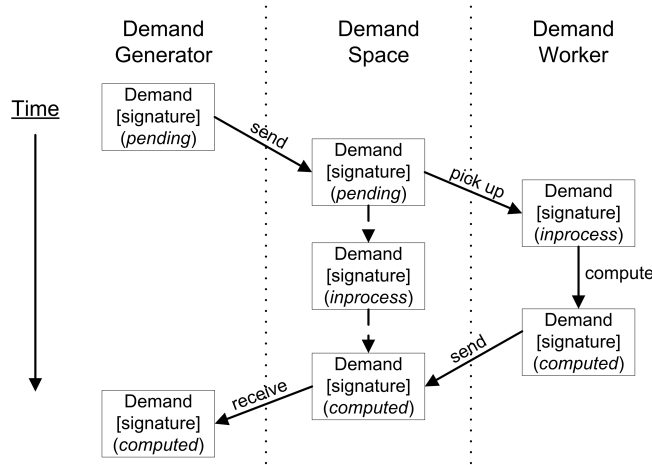 Demand
Generator
Demand
Space
Demand
Worker
Time
Demand
[signature]
(pending)
send
Demand
[signature]
(pending)
pick up
Demand
[signature]
(inprocess)
Demand
[signature]
(inprocess)
compute
Demand
[signature]
(computed)
send
Demand
[signature]
(computed)
receive
Demand
[signature]
(computed)